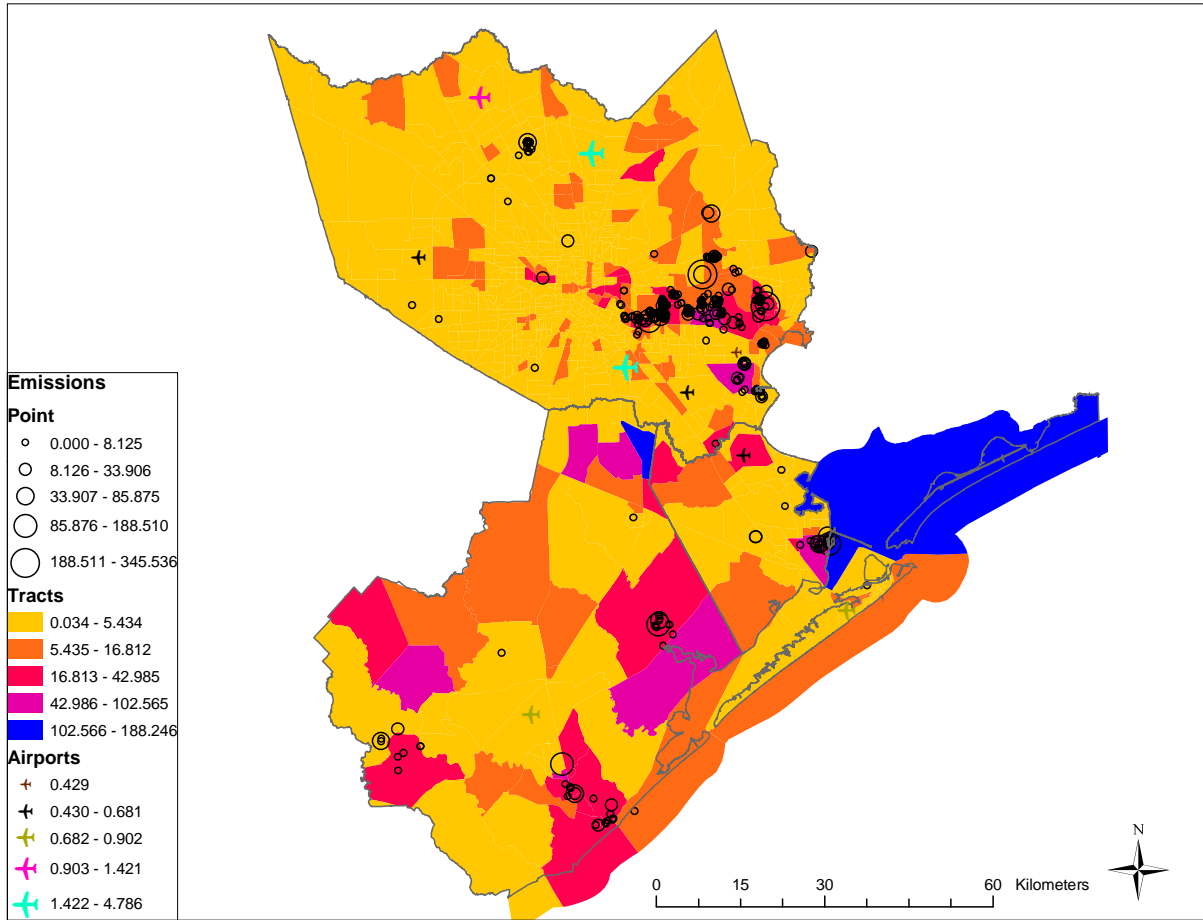 Emissions
Point
0.000 - 8.125
8.126 - 33.906
33.907 - 85.875
85.876 - 188.510
188.511 - 345.536
Tracts
0.034 - 5.434
5.435 - 16.812
16.813 - 42.985
42.986 - 102.565
102.566 - 188.246
Airports
0.429
0.430 - 0.681
0.682 - 0.902
0.903 - 1.421
1.422 - 4.786
N
0 15 30 60 Kilometers